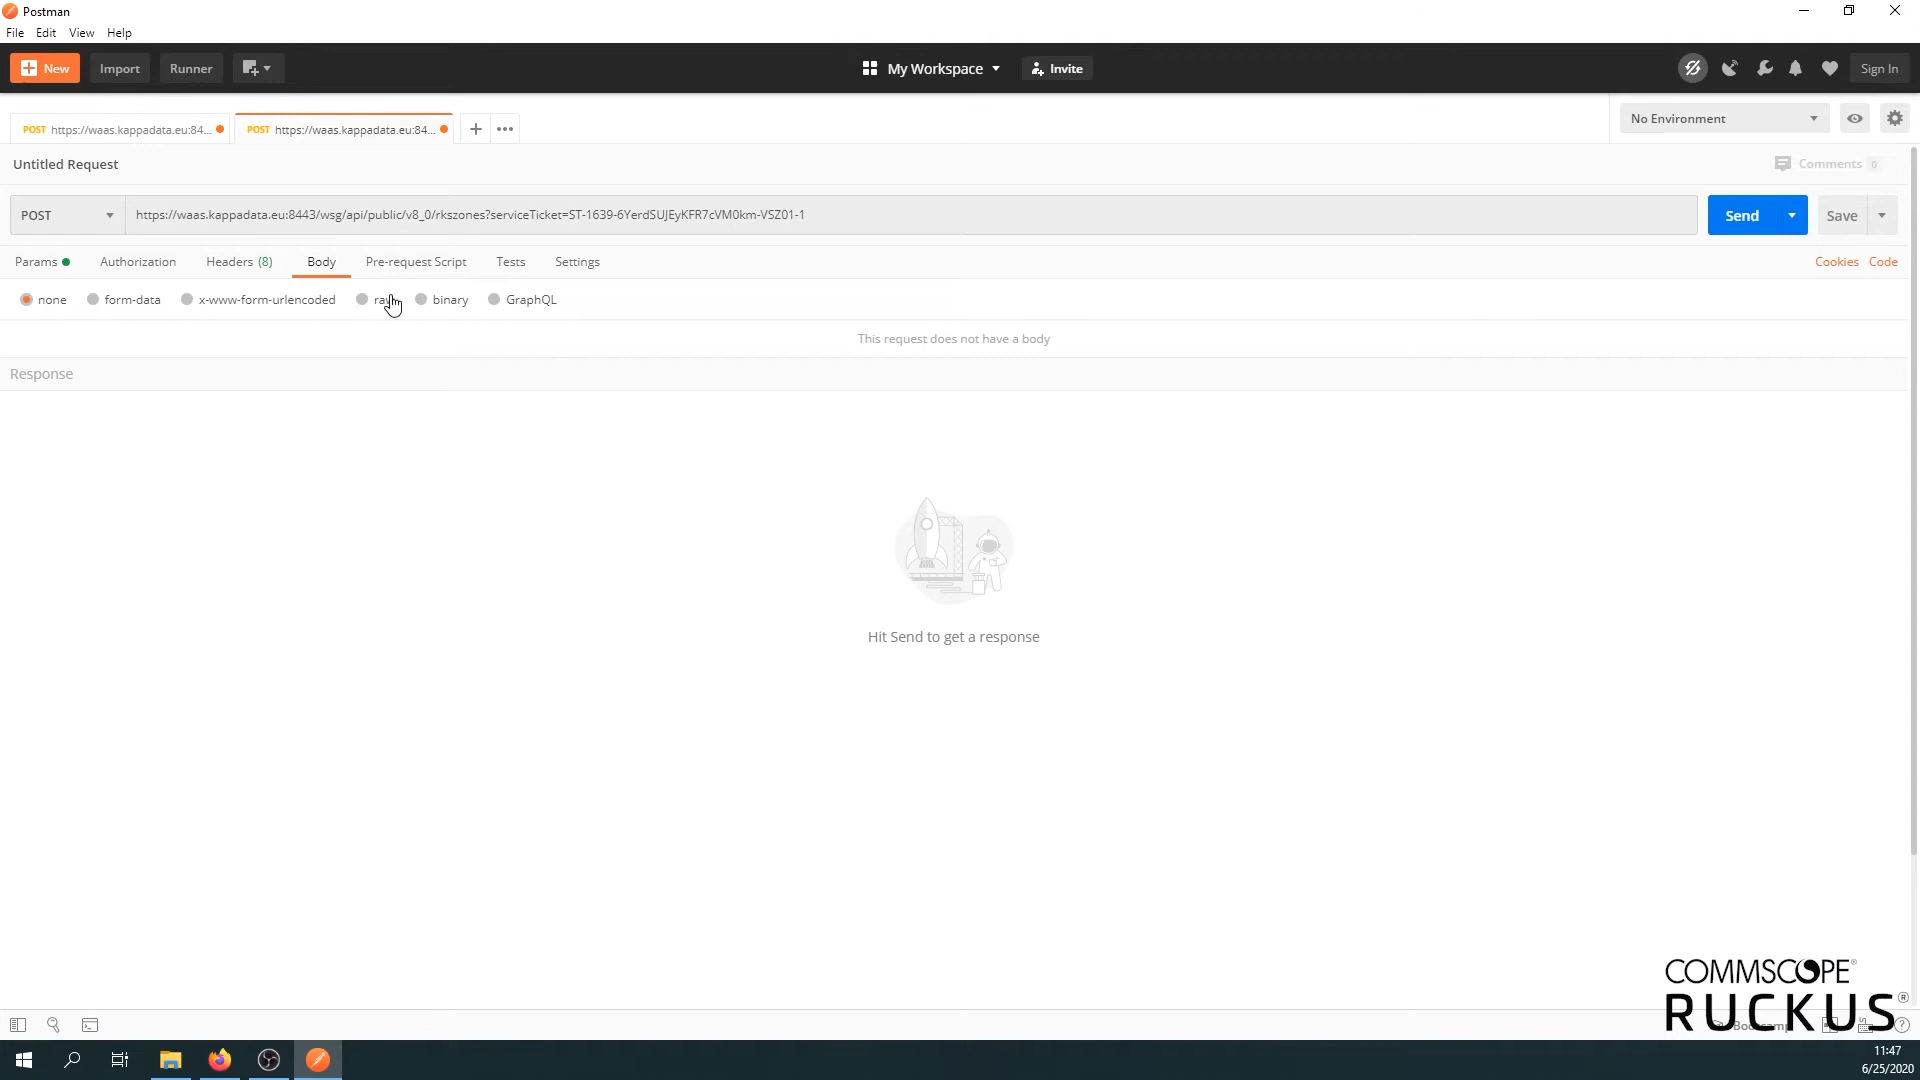 Postman
File Edit View Help
New Import Runner My Workspace Invite Sign In
POST https://waas.kappadata.eu:84... POST https://waas.kappadata.eu:84... No Environment
Untitled Request Comments 0
POST https://waas.kappadata.eu:8443/wsg/api/public/v8_0/rkszones?serviceTicket=ST-1639-6YerdSUJEyKFR7cVM0km-VSZ01-1 Send Save
Params Authorization Headers (8) Body Pre-request Script Tests Settings Cookies Code
none form-data x-www-form-urlencoded binary GraphQL
This request does not have a body
Response
Hit Send to get a response
COMMSCOPE®
RUCKUS®
11:47
6/25/2020